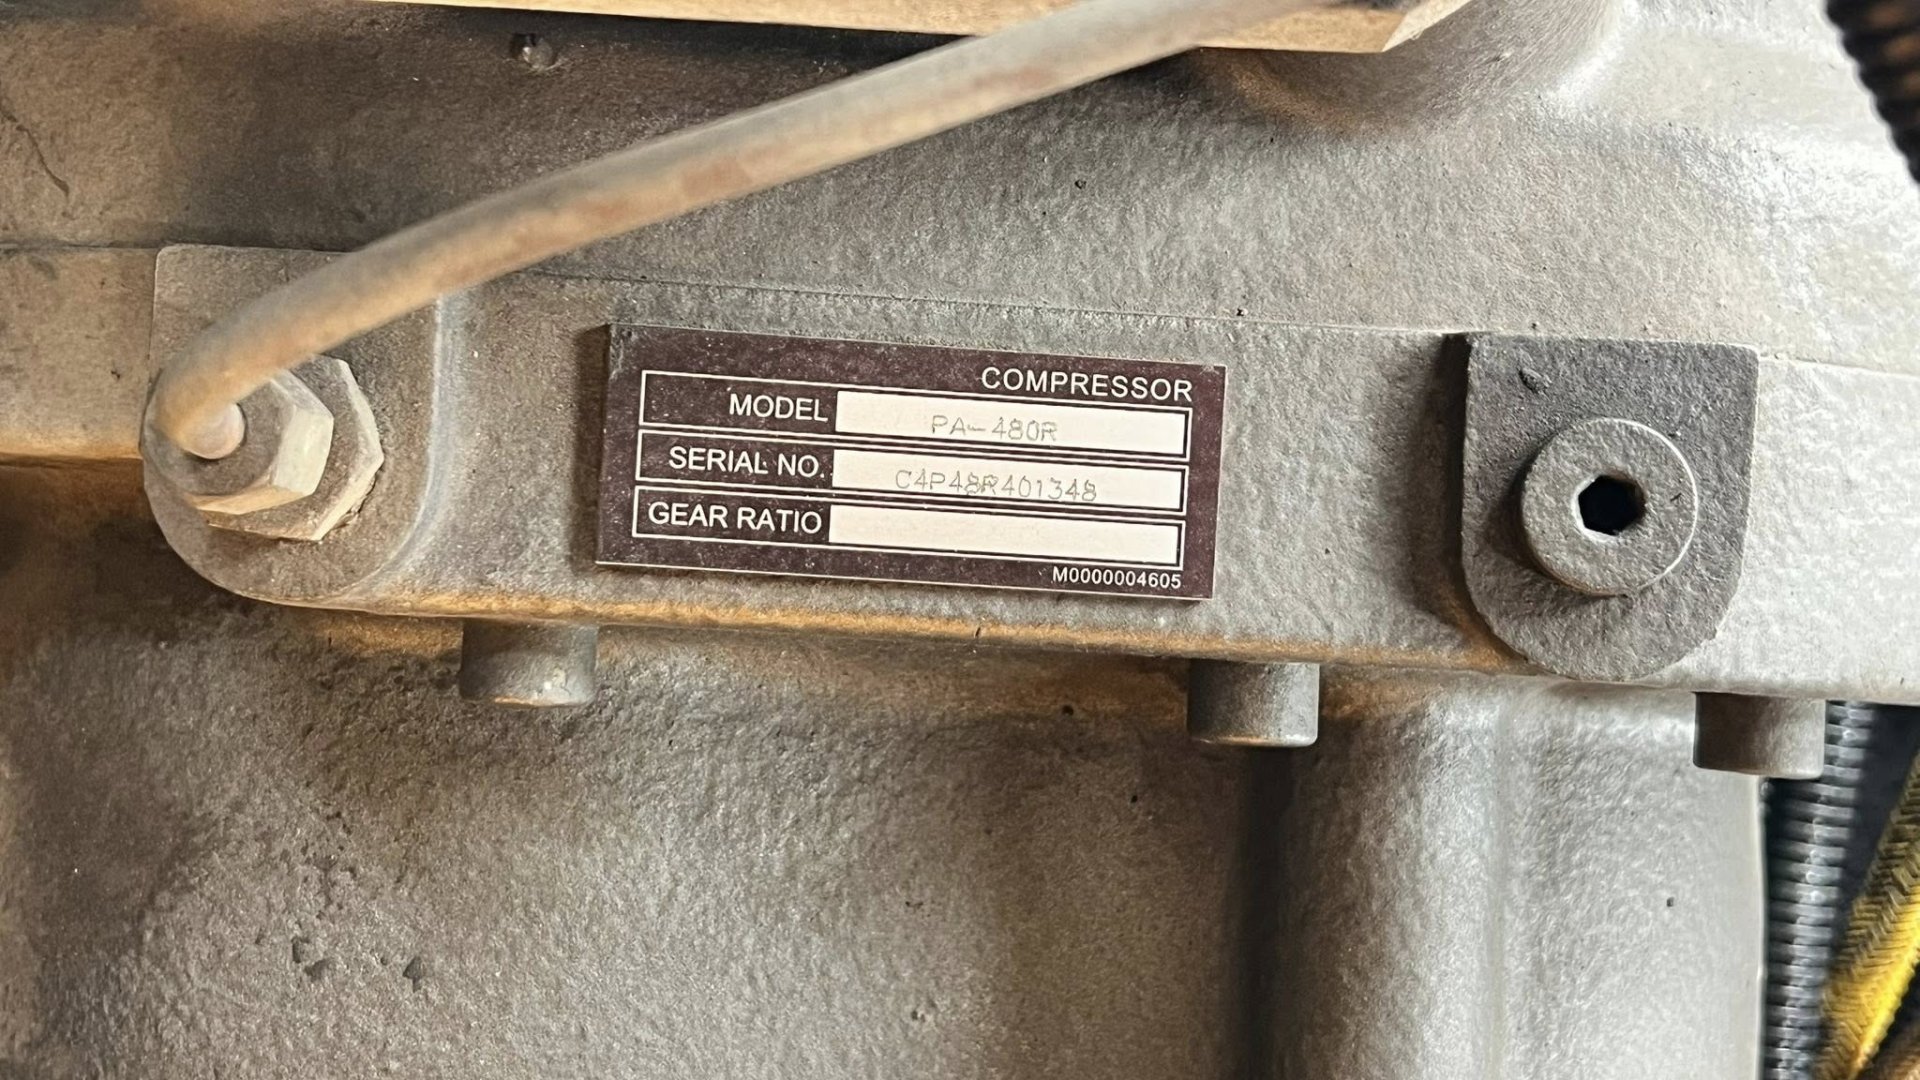 COMPRESSOR
MODEL PA-480R
SERIAL NO. C4P48R401348
GEAR RATIO
M0000004605